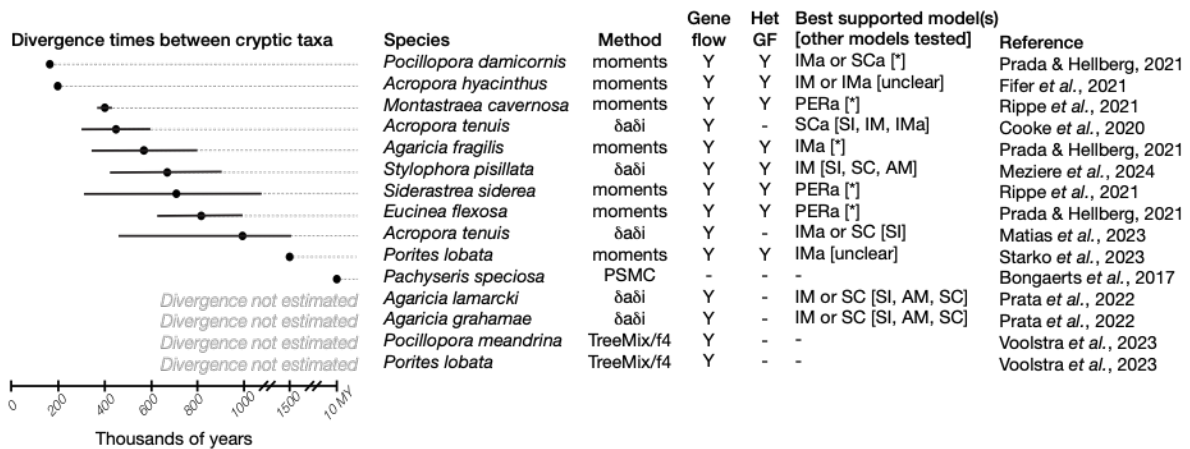 Divergence times between cryptic taxa Species Method Gene flow Het GF Best supported model(s) [other models tested] Reference
Pocillopora damicornis moments Y Y IMa or SCa [*] Prada & Hellberg, 2021
Acropora hyacinthus moments Y Y IM or IMa [unclear] Fifer et al., 2021
Montastraea cavernosa moments Y Y PERa [*] Rippe et al., 2021
Acropora tenuis δaδi Y - SCa [SI, IM, IMa] Cooke et al., 2020
Agaricia fragilis moments Y Y IMa [*] Prada & Hellberg, 2021
Stylophora pisillata δaδi Y Y IM [SI, SC, AM] Meziere et al., 2024
Siderastrea siderea moments Y Y PERa [*] Rippe et al., 2021
Eucinea flexosa moments Y Y PERa [*] Prada & Hellberg, 2021
Acropora tenuis δaδi Y - IMa or SC [SI] Matias et al., 2023
Porites lobata moments Y Y IMa [unclear] Starko et al., 2023
Pachyseris speciosa PSMC - - - Bongaerts et al., 2017
Divergence not estimated Agaricia lamarcki δaδi Y - IM or SC [SI, AM, SC] Prata et al., 2022
Divergence not estimated Agaricia grahamae δaδi Y - IM or SC [SI, AM, SC] Prata et al., 2022
Divergence not estimated Pocillopora meandrina TreeMix/f4 Y - - Voolstra et al., 2023
Divergence not estimated Porites lobata TreeMix/f4 Y - - Voolstra et al., 2023
0 200 400 600 800 1000 1500 10 MY
Thousands of years